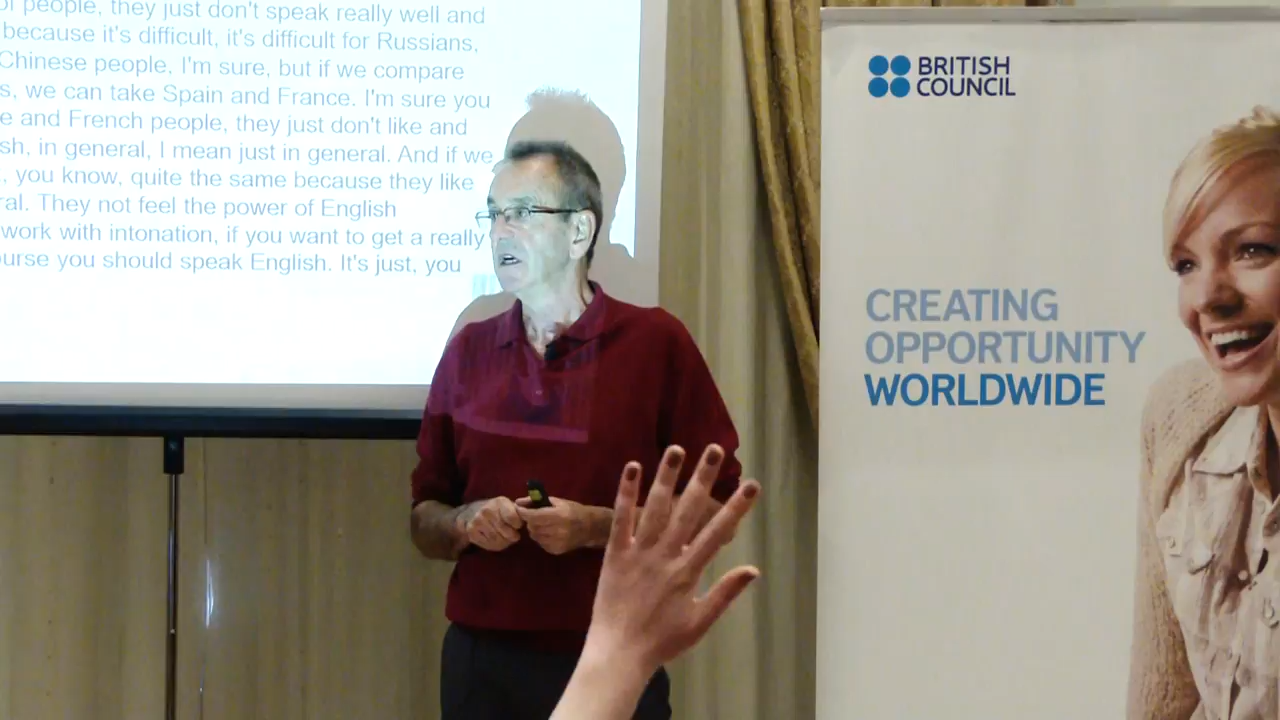 of people, they just don't speak really well and
because it's difficult, it's difficult for Russians,
Chinese people, I'm sure, but if we compare
s, we can take Spain and France. I'm sure you
e and French people, they just don't like and
sh, in general, I mean just in general. And if we
, you know, quite the same because they like
ral. They not feel the power of English
work with intonation, if you want to get a really
ourse you should speak English. It's just, you
BRITISH
COUNCIL
CREATING
OPPORTUNITY
WORLDWIDE